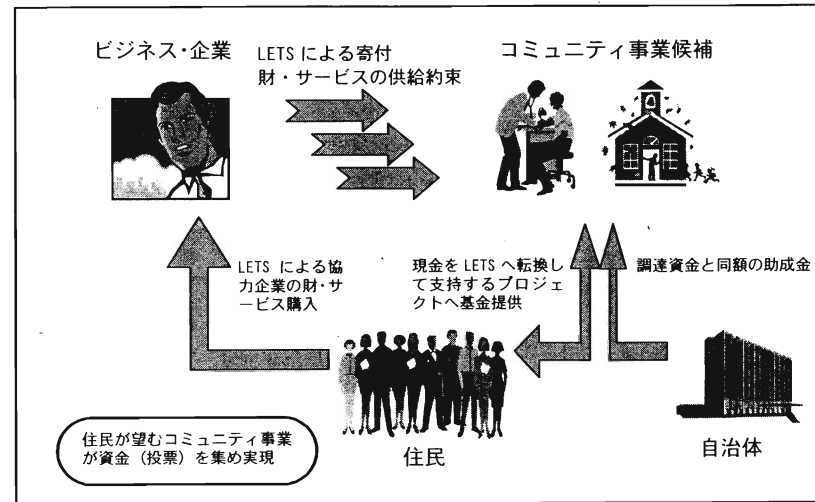 ビジネス・企業
LETS による寄付
財・サービスの供給約束
コミュニティ事業候補
LETS による協
力企業の財・サ
ービス購入
現金を LETS へ転換し
て支持するプロジェ
クトへ基金提供
調達資金と同額の助成金
住民が望むコミュニティ事業
が資金（投票）を集め実現
住民
自治体